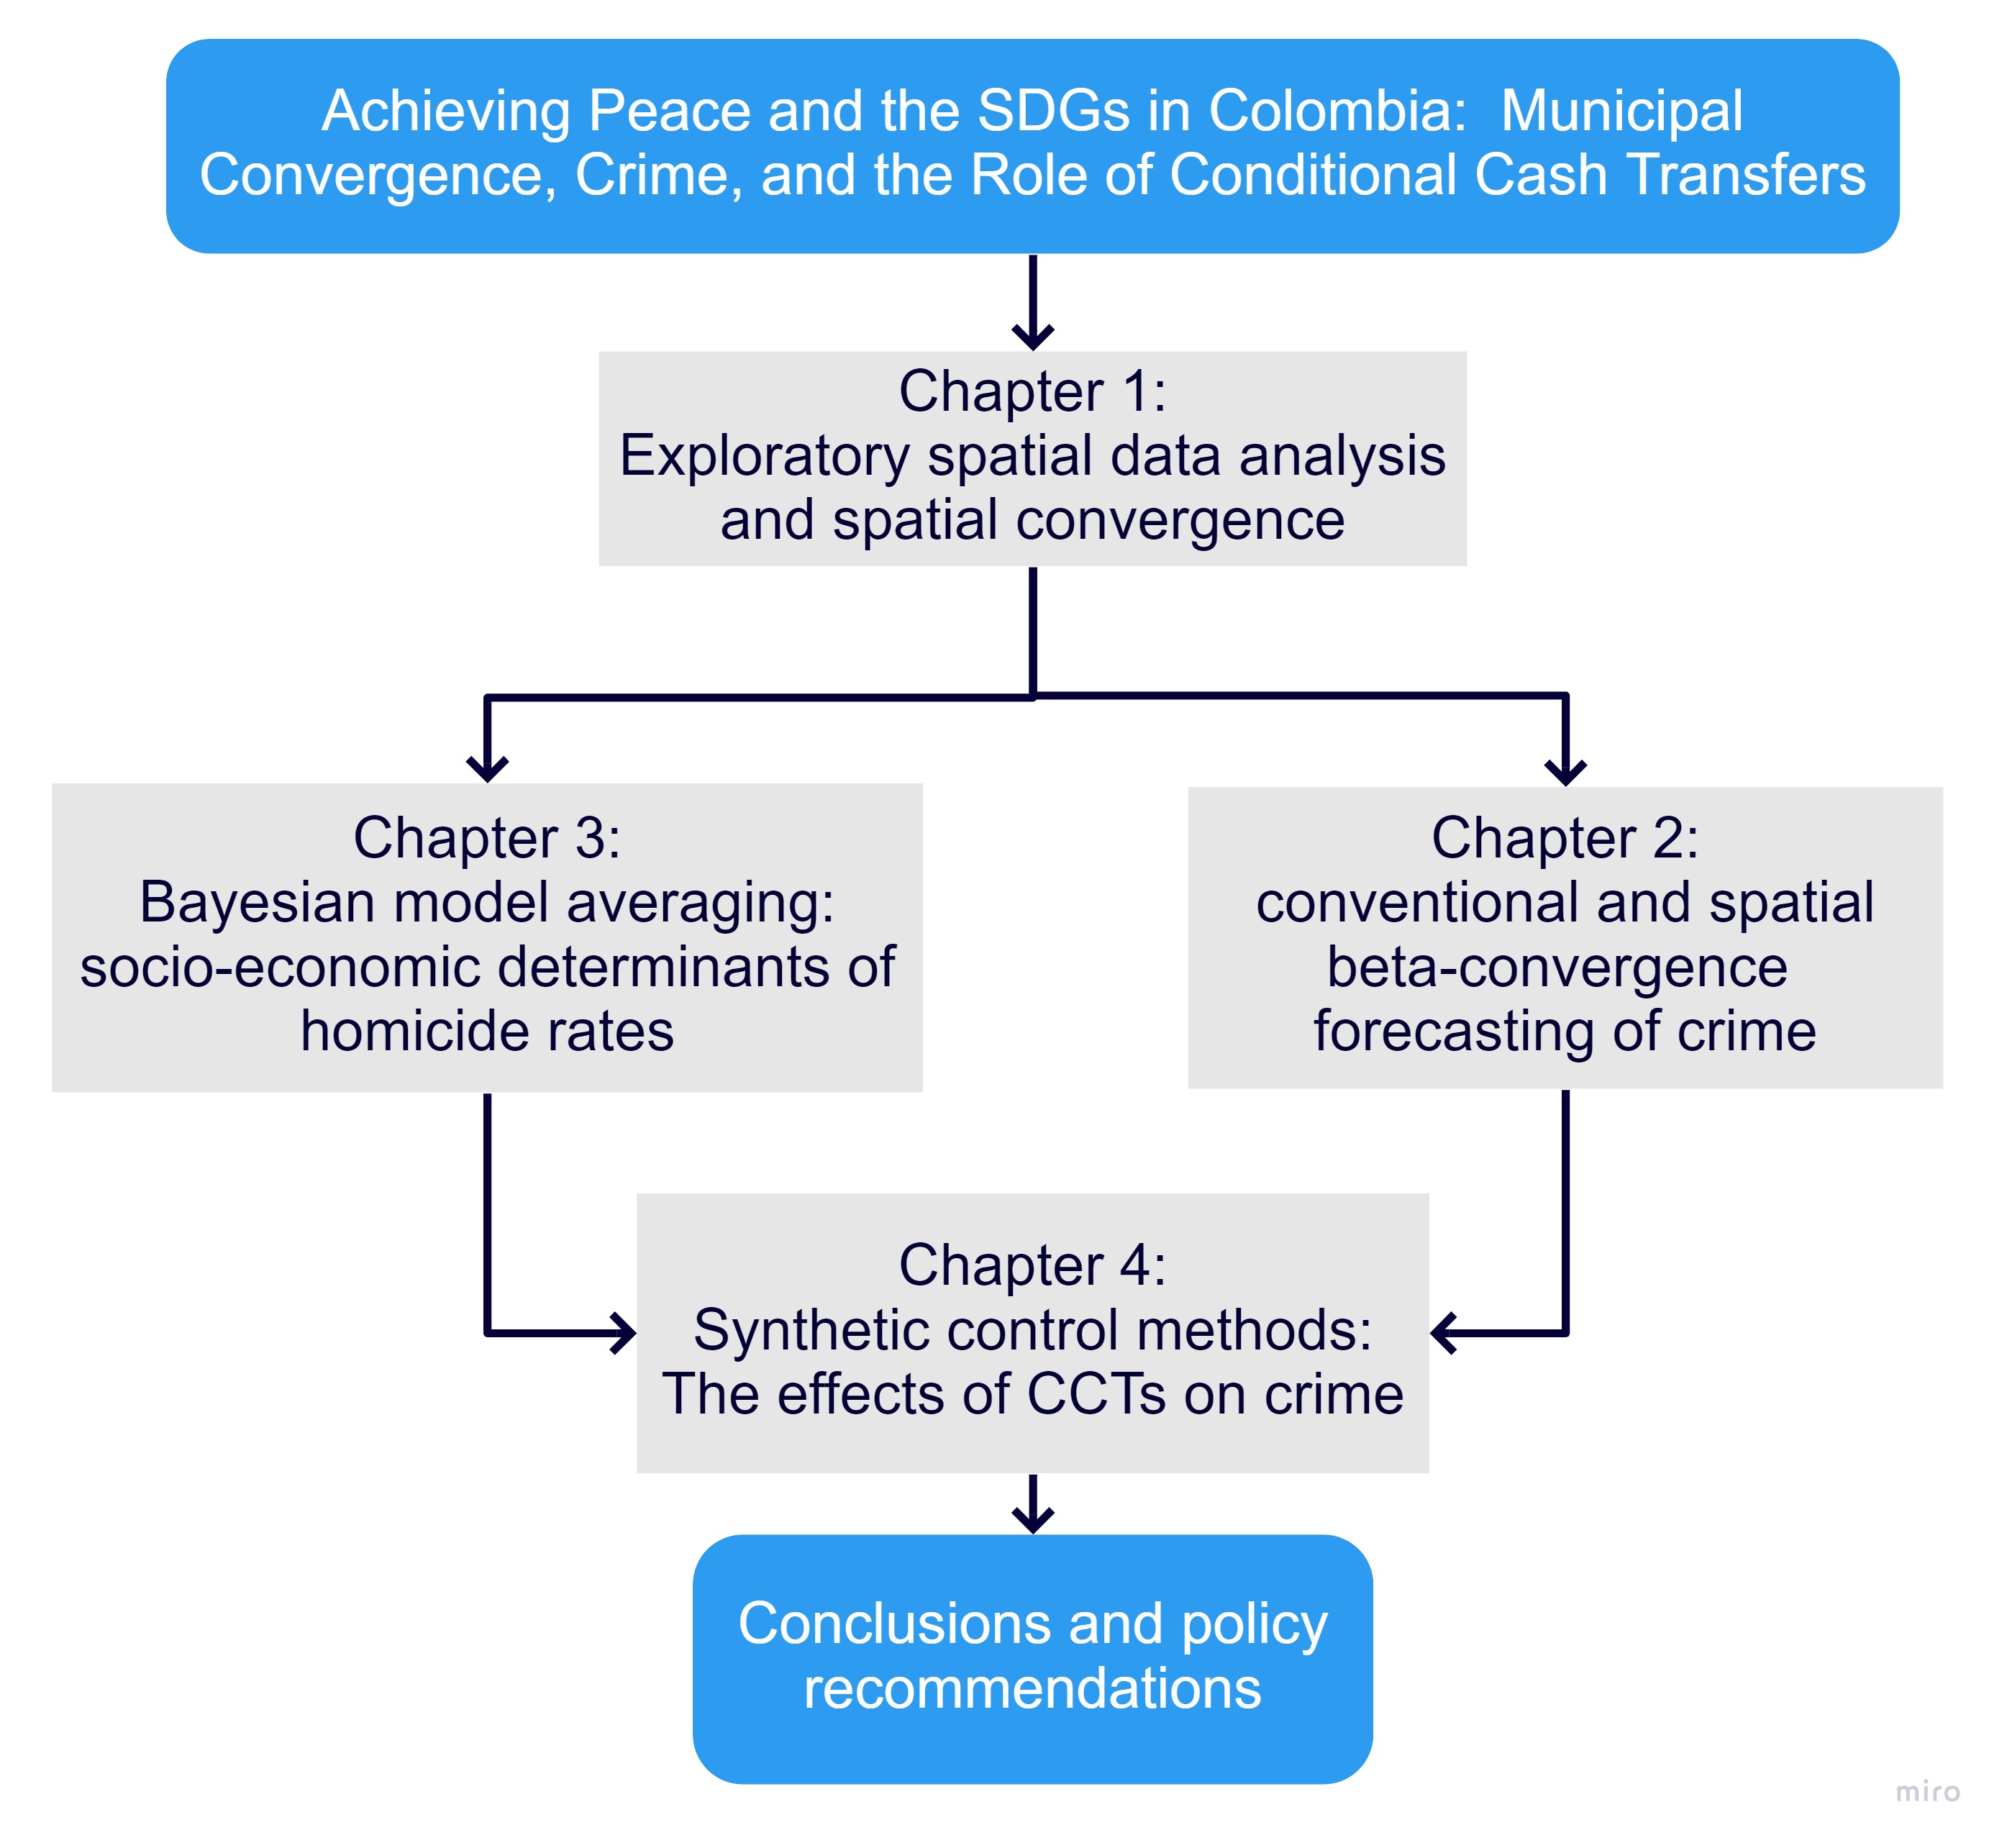 Achieving Peace and the SDGs in Colombia:  Municipal
Convergence, Crime, and the Role of Conditional Cash Transfers
Chapter 1:
Exploratory spatial data analysis
and spatial convergence
Chapter 3:
Bayesian model averaging:
socio-economic determinants of
homicide rates
Chapter 2:
conventional and spatial
beta-convergence
forecasting of crime
Chapter 4:
Synthetic control methods:
The effects of CCTs on crime
Conclusions and policy
recommendations
miro